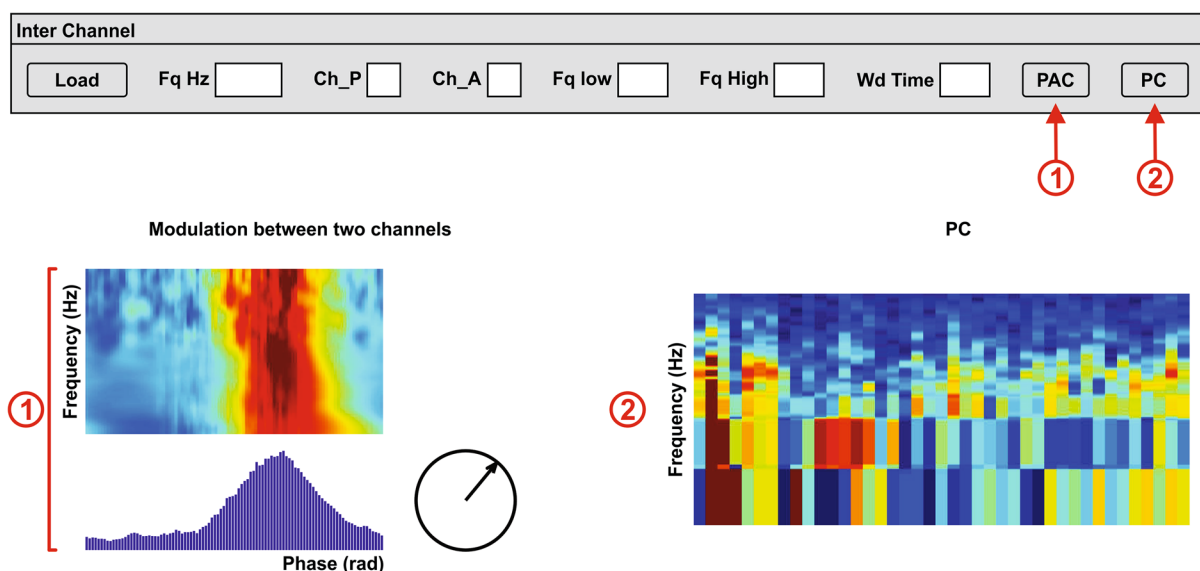 Inter Channel
Load Fq Hz Ch_P Ch_A Fq low Fq High Wd Time PAC PC
1 2
Modulation between two channels PC
Frequency (Hz)
1
Phase (rad)
Frequency (Hz)
2